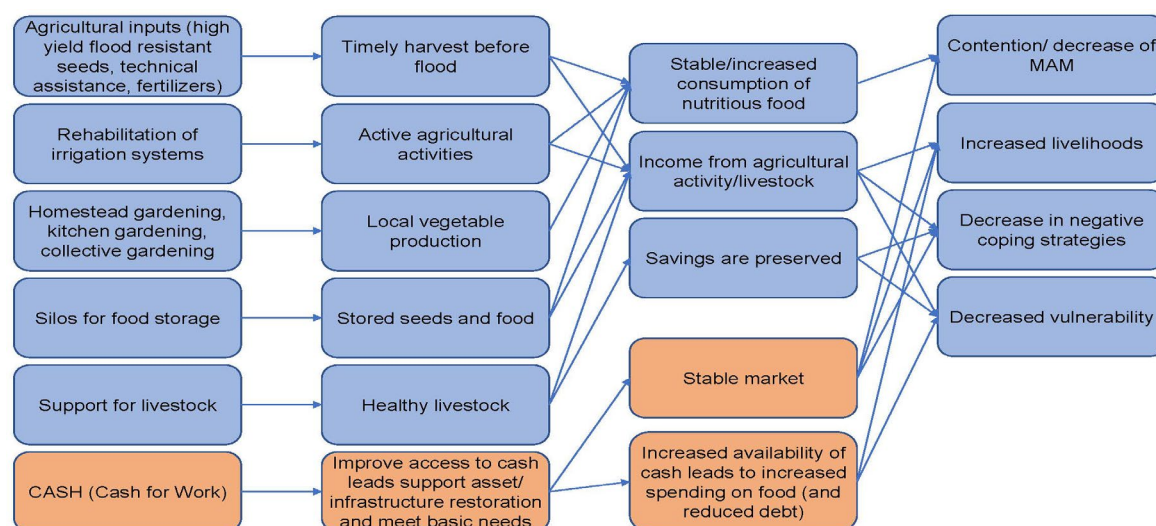 Agricultural inputs (high
yield flood resistant
seeds, technical
assistance, fertilizers)
Rehabilitation of
irrigation systems
Homestead gardening,
kitchen gardening,
collective gardening
Silos for food storage
Support for livestock
CASH (Cash for Work)
Timely harvest before
flood
Active agricultural
activities
Local vegetable
production
Stored seeds and food
Healthy livestock
Improve access to cash
leads support asset/
infrastructure restoration
and meet basic needs
Stable/increased
consumption of
nutritious food
Income from agricultural
activity/livestock
Savings are preserved
Stable market
Increased availability of
cash leads to increased
spending on food (and
reduced debt)
Contention/ decrease of
MAM
Increased livelihoods
Decrease in negative
coping strategies
Decreased vulnerability